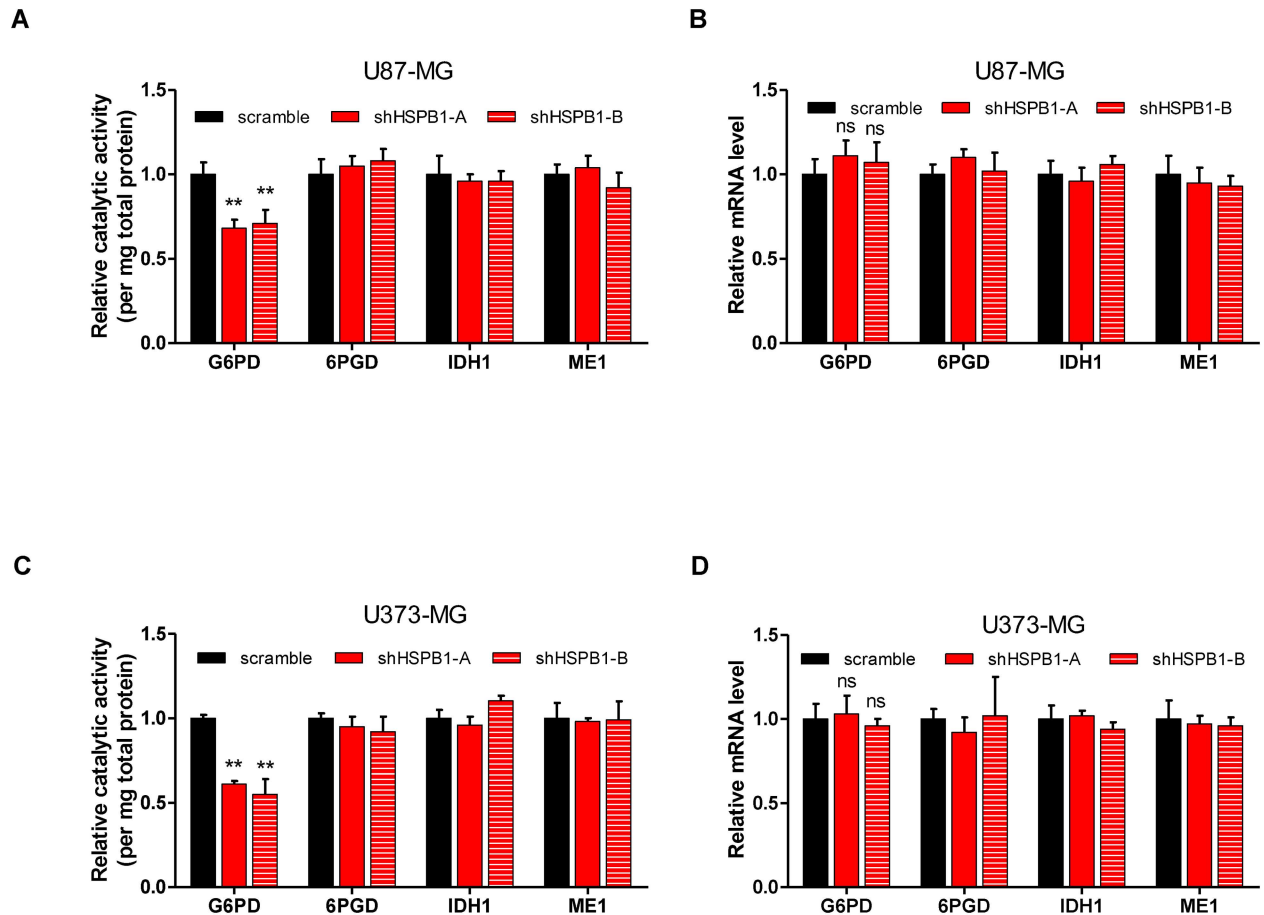 A
U87-MG
Relative catalytic activity
(per mg total protein)
1.5
1.0
0.5
0.0
scramble shHSPB1-A shHSPB1-B
** **
G6PD 6PGD IDH1 ME1
B
U87-MG
Relative mRNA level
1.5
1.0
0.5
0.0
scramble shHSPB1-A shHSPB1-B
ns ns
G6PD 6PGD IDH1 ME1
C
U373-MG
Relative catalytic activity
(per mg total protein)
1.5
1.0
0.5
0.0
scramble shHSPB1-A shHSPB1-B
** **
G6PD 6PGD IDH1 ME1
D
U373-MG
Relative mRNA level
1.5
1.0
0.5
0.0
scramble shHSPB1-A shHSPB1-B
ns ns
G6PD 6PGD IDH1 ME1